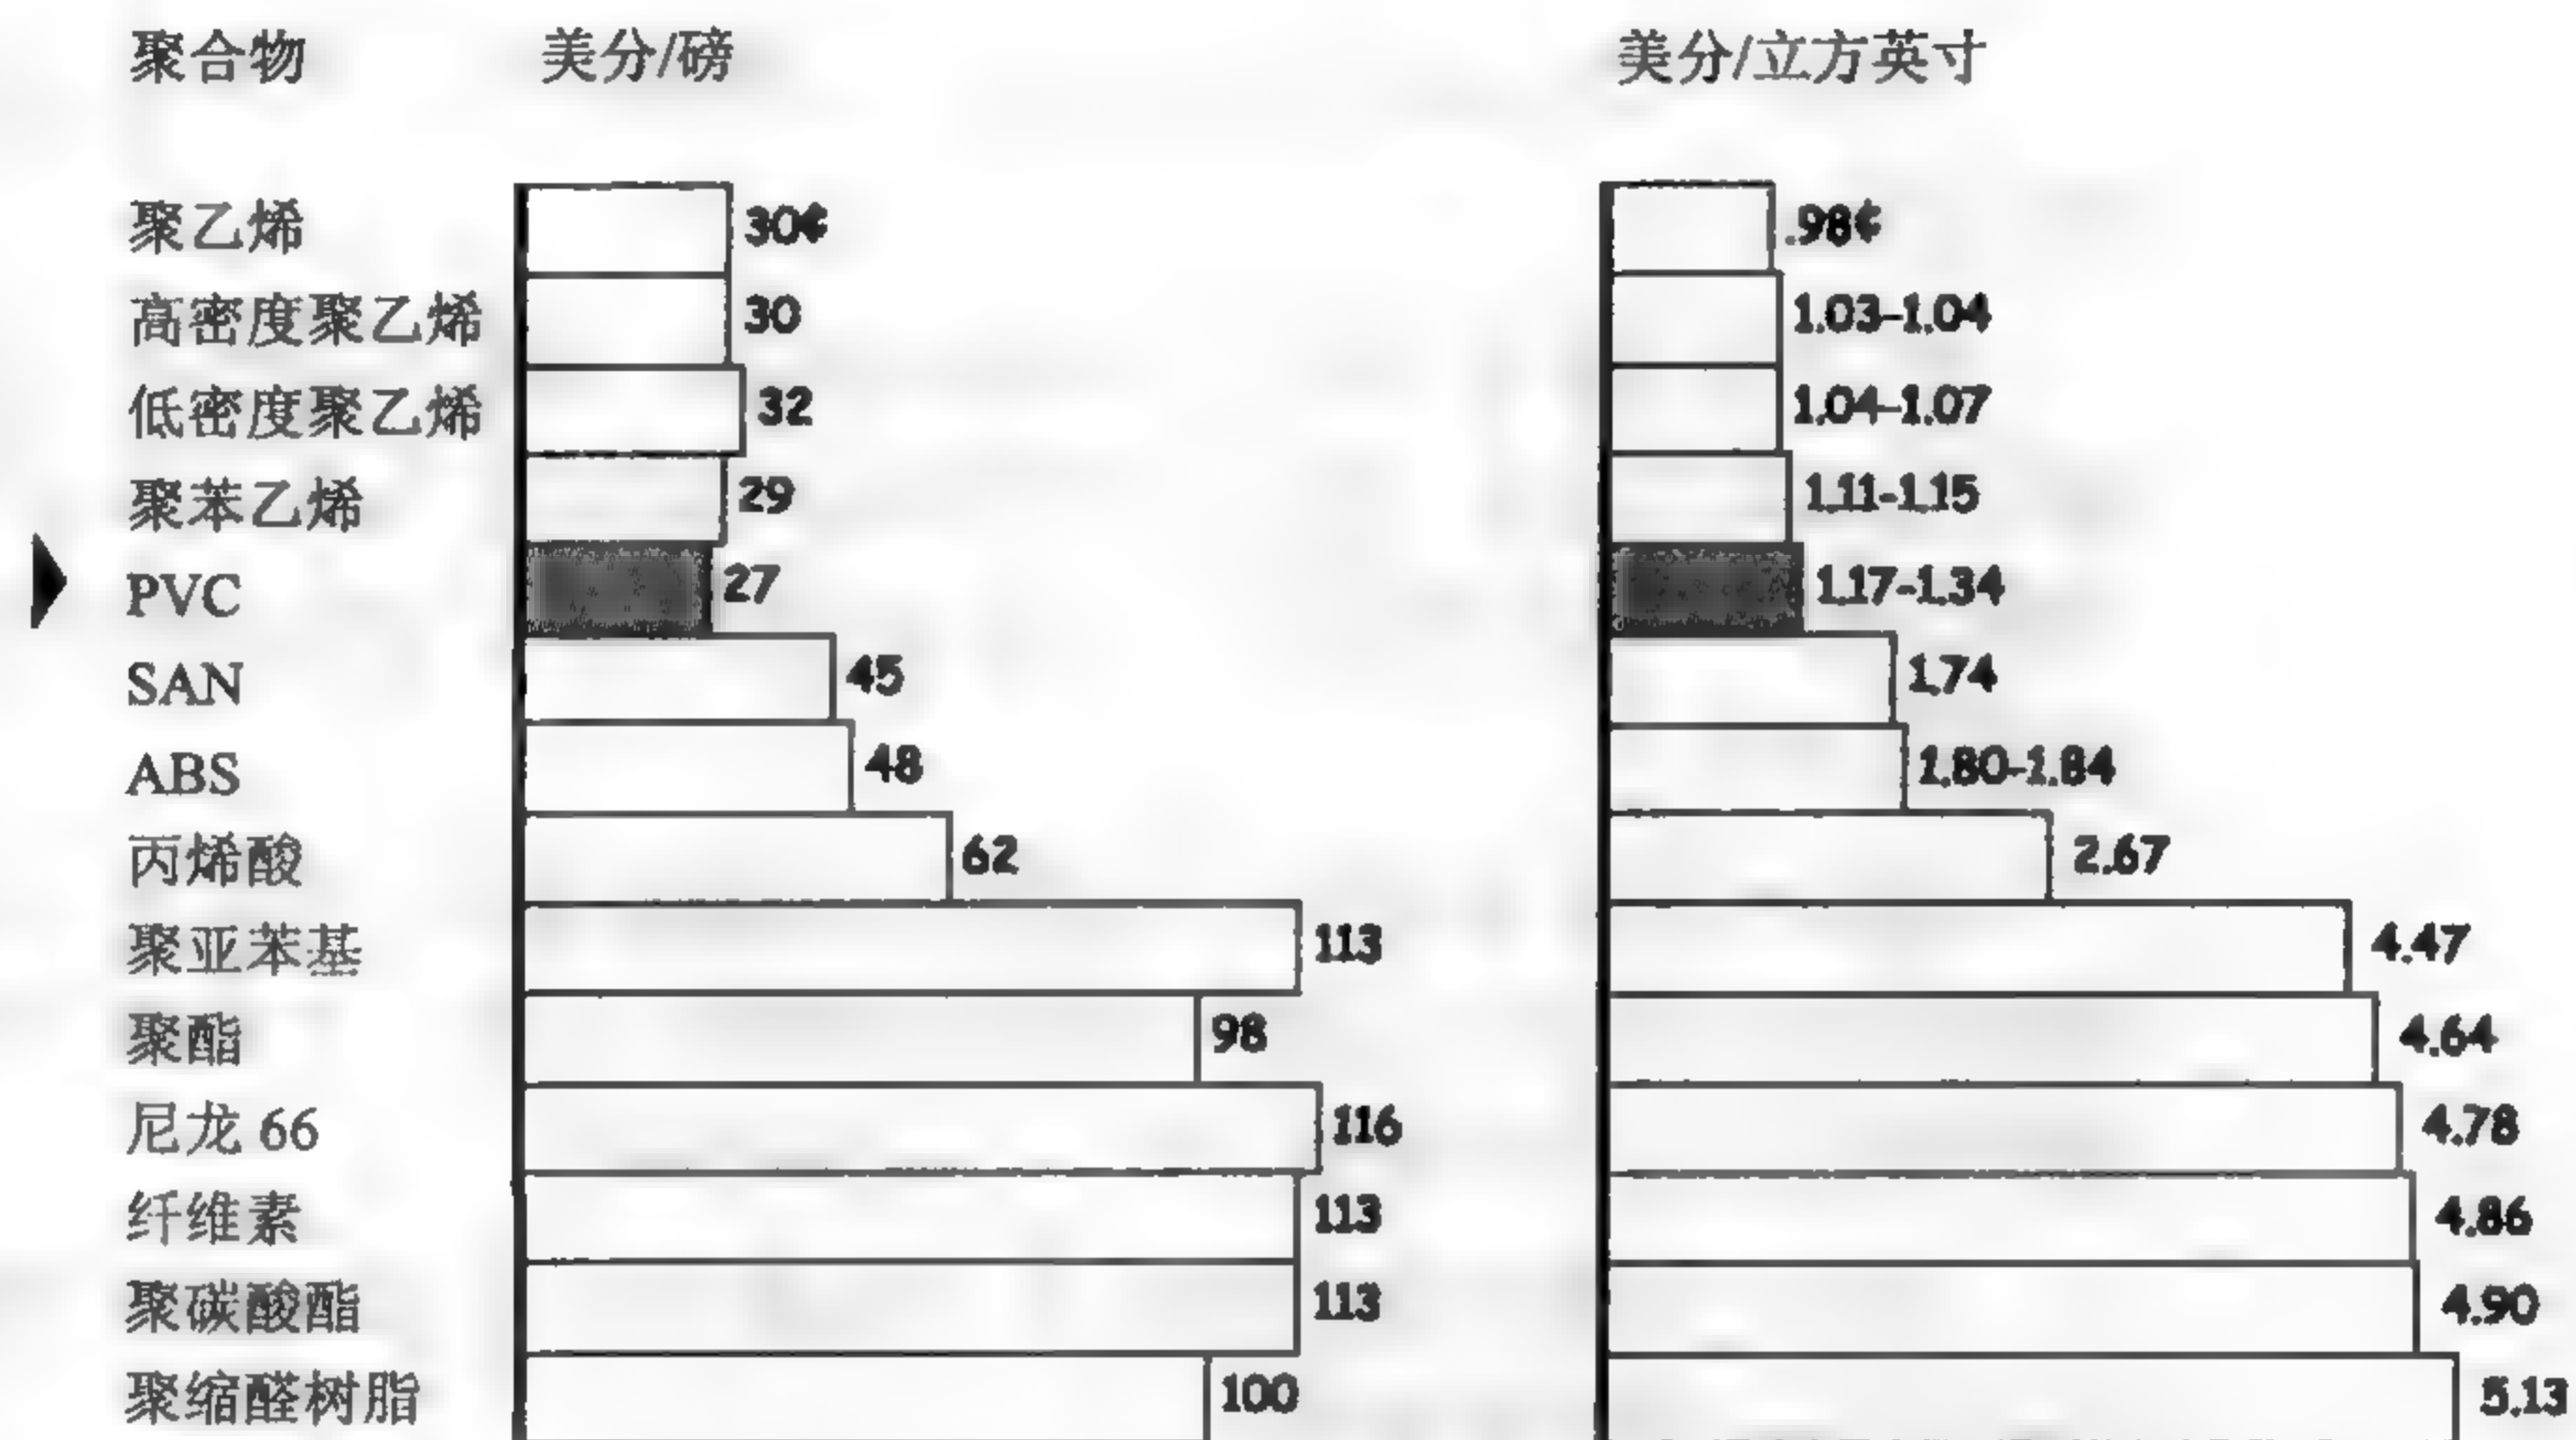 聚合物 美分/磅 美分/立方英寸
聚乙烯 30¢ .98¢
高密度聚乙烯 30 1.03-1.04
低密度聚乙烯 32 1.04-1.07
聚苯乙烯 29 1.11-1.15
PVC 27 1.17-1.34
SAN 45 1.74
ABS 48 1.80-1.84
丙烯酸 62 2.67
聚亚苯基 113 4.47
聚酯 98 4.64
尼龙 66 116 4.78
纤维素 113 4.86
聚碳酸酯 113 4.90
聚缩醛树脂 100 5.13